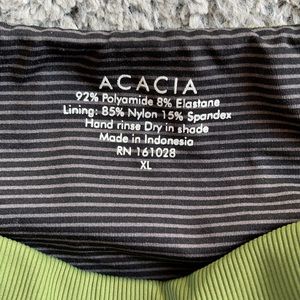 ACACIA
92% Polyamide 8% Elastane
Lining: 85% Nylon 15% Spandex
Hand rinse Dry in shade
Made in Indonesia
RN 161028
XL